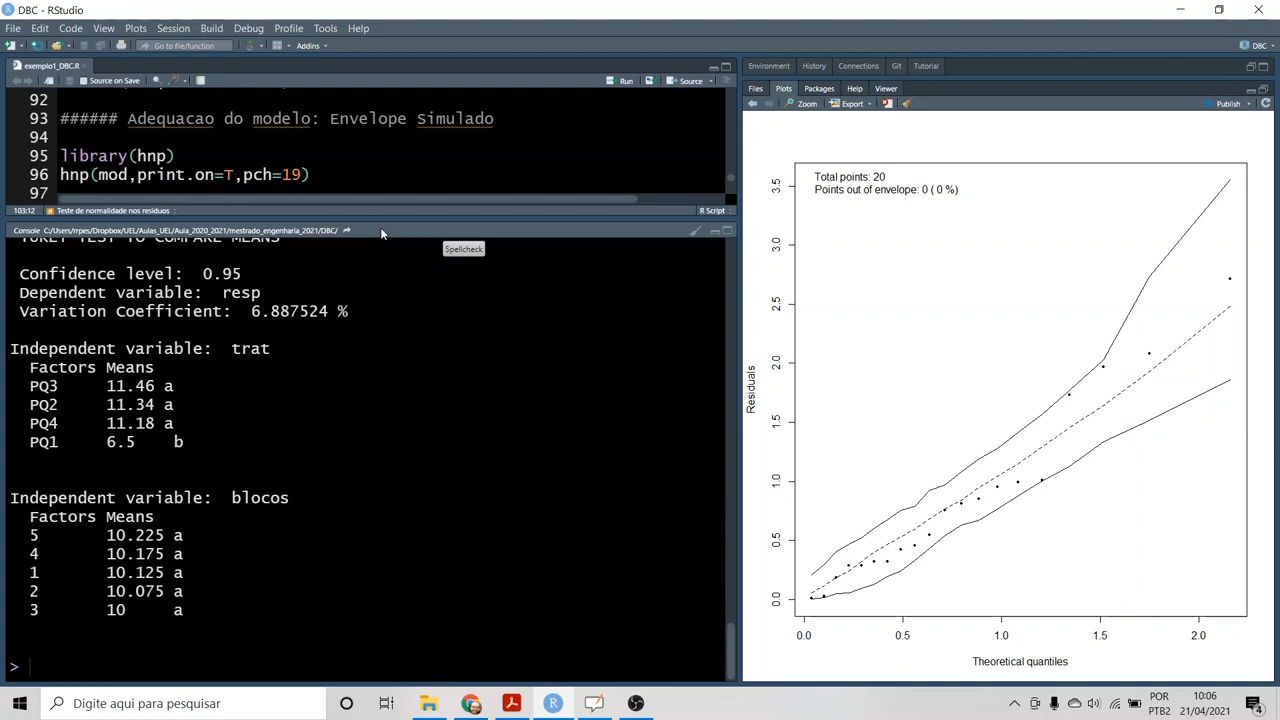 DBC - RStudio
File Edit Code View Plots Session Build Debug Profile Tools Help
Go to file/function Addins DBC
exemplo1_DBC.R
Source on Save Run Source
92
93 ###### Adequacao do modelo: Envelope Simulado
94
95 library(hnp)
96 hnp(mod,print.on=T,pch=19)
97
103:12 Teste de normalidade nos resíduos R Script
Console C:/Users/rrpes/Dropbox/UEL/Aulas_UEL/Aula_2020_2021/mestrado_engenharia_2021/DBC/
TUKEY TEST TO COMPARE MEANS
Spellcheck
Confidence level: 0.95
Dependent variable: resp
Variation Coefficient: 6.887524 %
Independent variable: trat
Factors Means
PQ3 11.46 a
PQ2 11.34 a
PQ4 11.18 a
PQ1 6.5 b
Independent variable: blocos
Factors Means
5 10.225 a
4 10.175 a
1 10.125 a
2 10.075 a
3 10 a
>
Environment History Connections Git Tutorial
Files Plots Packages Help Viewer
Zoom Export Publish
Total points: 20
Points out of envelope: 0 ( 0 %)
3.5
3.0
2.5
2.0
1.5
1.0
0.5
0.0
Residuals
0.0 0.5 1.0 1.5 2.0
Theoretical quantiles
Digite aqui para pesquisar
POR
PTB2
10:06
21/04/2021
4